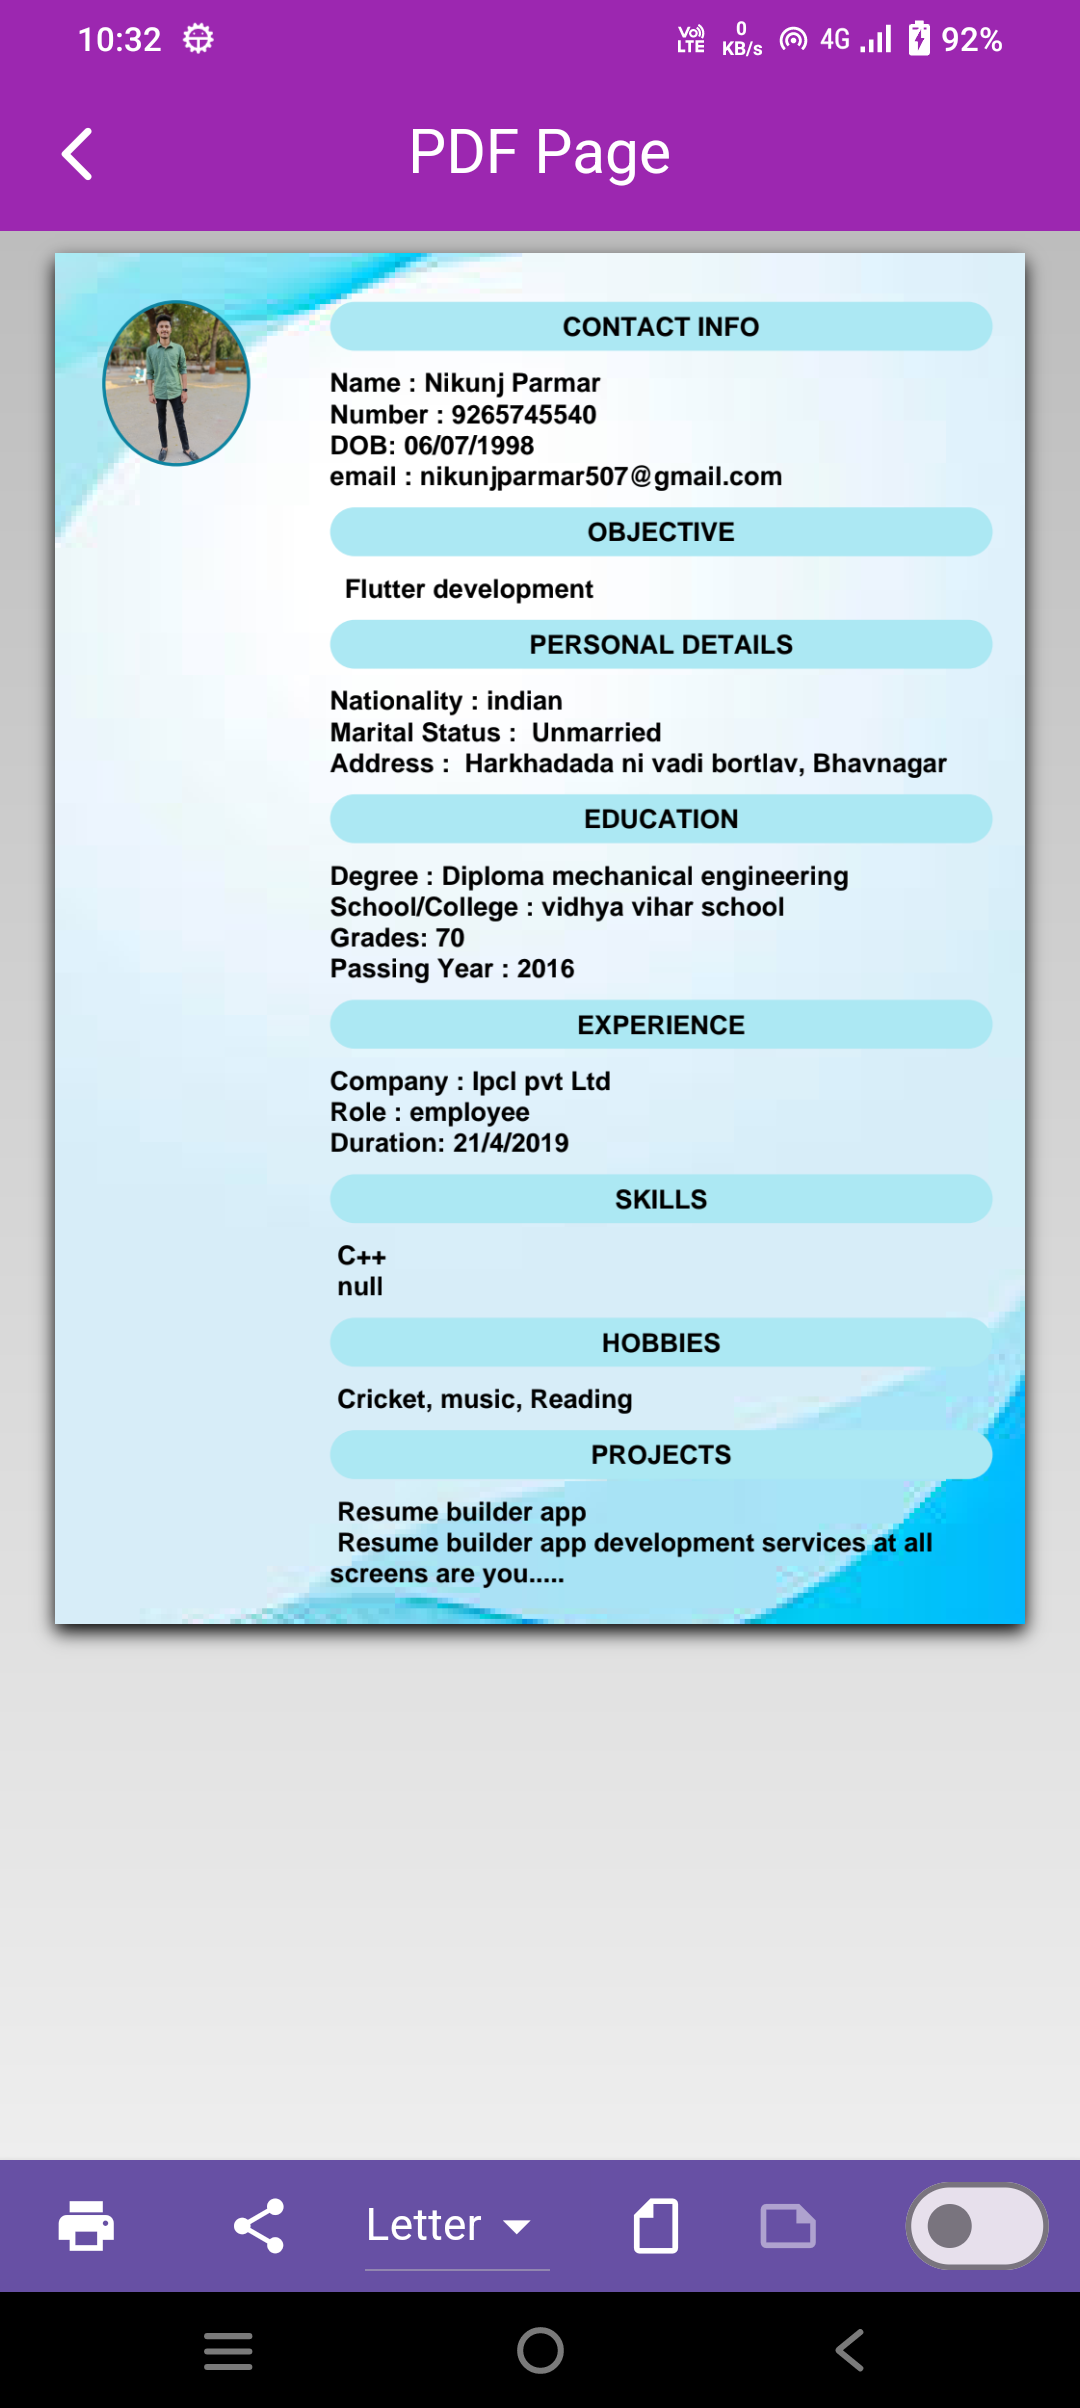 10:32 Vo) LTE 0 KB/s 4G 92%
PDF Page
CONTACT INFO
Name : Nikunj Parmar
Number : 9265745540
DOB: 06/07/1998
email : nikunjparmar507@gmail.com
OBJECTIVE
Flutter development
PERSONAL DETAILS
Nationality : indian
Marital Status :  Unmarried
Address :  Harkhadada ni vadi bortlav, Bhavnagar
EDUCATION
Degree : Diploma mechanical engineering
School/College : vidhya vihar school
Grades: 70
Passing Year : 2016
EXPERIENCE
Company : Ipcl pvt Ltd
Role : employee
Duration: 21/4/2019
SKILLS
C++
null
HOBBIES
Cricket, music, Reading
PROJECTS
Resume builder app
Resume builder app development services at all
screens are you.....
Letter